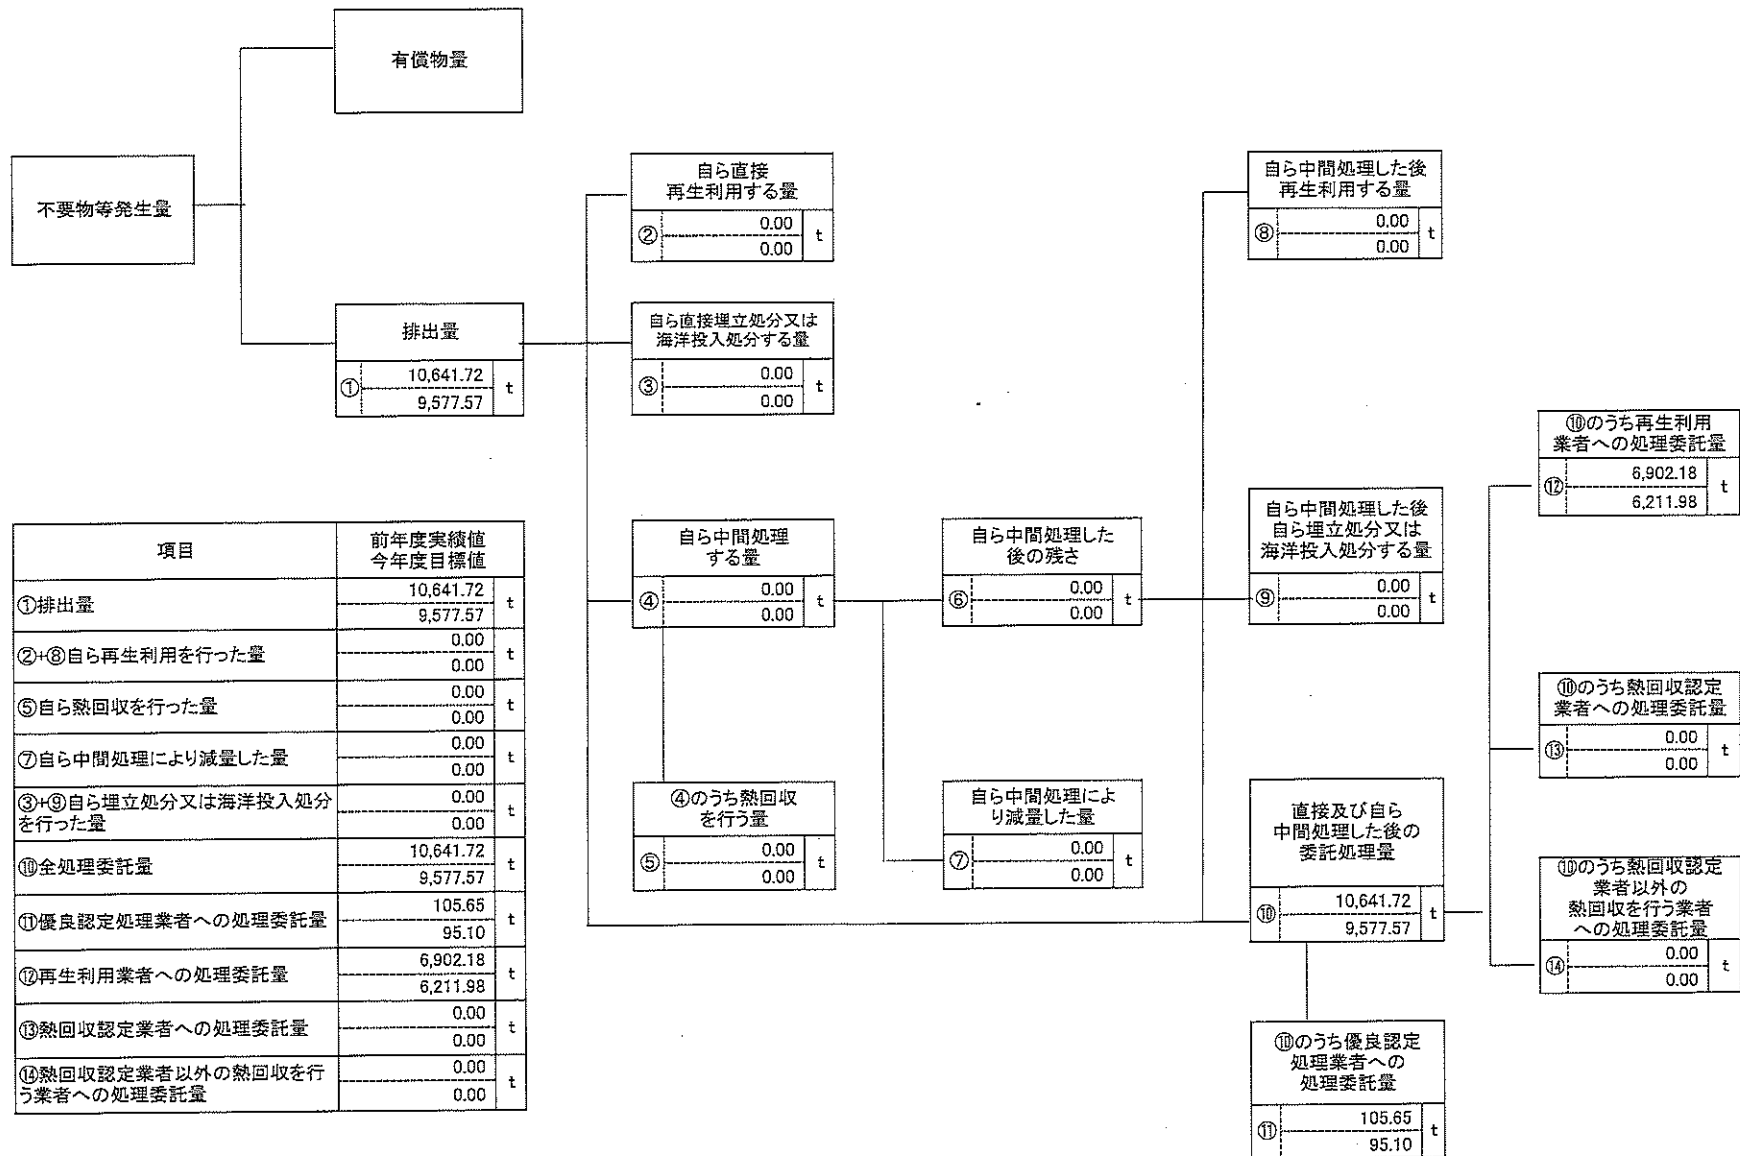 有償物量
不要物等発生量
排出量
①
10,641.72
9,577.57
t
自ら直接
再生利用する量
②
0.00
0.00
t
自ら直接埋立処分又は
海洋投入処分する量
③
0.00
0.00
t
自ら中間処理
する量
④
0.00
0.00
t
④のうち熱回収
を行う量
⑤
0.00
0.00
t
自ら中間処理した
後の残さ
⑥
0.00
0.00
t
自ら中間処理によ
り減量した量
⑦
0.00
0.00
t
自ら中間処理した後
再生利用する量
⑧
0.00
0.00
t
自ら中間処理した後
自ら埋立処分又は
海洋投入処分する量
⑨
0.00
0.00
t
直接及び自ら
中間処理した後の
委託処理量
⑩
10,641.72
9,577.57
t
⑩のうち優良認定
処理業者への
処理委託量
⑪
105.65
95.10
t
⑩のうち再生利用
業者への処理委託量
⑫
6,902.18
6,211.98
t
⑩のうち熱回収認定
業者への処理委託量
⑬
0.00
0.00
t
⑩のうち熱回収認定
業者以外の
熱回収を行う業者
への処理委託量
⑭
0.00
0.00
t
項目
前年度実績値
今年度目標値
①排出量
10,641.72
9,577.57
t
②+⑧自ら再生利用を行った量
0.00
0.00
t
⑤自ら熱回収を行った量
0.00
0.00
t
⑦自ら中間処理により減量した量
0.00
0.00
t
③+⑨自ら埋立処分又は海洋投入処分
を行った量
0.00
0.00
t
⑩全処理委託量
10,641.72
9,577.57
t
⑪優良認定処理業者への処理委託量
105.65
95.10
t
⑫再生利用業者への処理委託量
6,902.18
6,211.98
t
⑬熱回収認定業者への処理委託量
0.00
0.00
t
⑭熱回収認定業者以外の熱回収を行
う業者への処理委託量
0.00
0.00
t